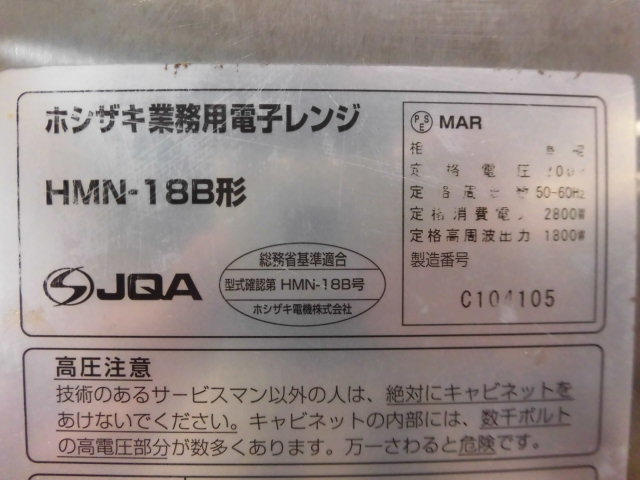 ホシザキ業務用電子レンジ
HMN-18B形
JQA
総務省基準適合
型式確認第 HMN-18B号
ホシザキ電機株式会社
PSE MAR
相
定格電圧
定格周 50-60Hz
定格消費電力 2800W
定格高周波出力 1800W
製造番号
C104105
高圧注意
技術のあるサービスマン以外の人は、絶対にキャビネットを
あけないでください。キャビネットの内部には、数千ボルト
の高電圧部分が数多くあります。万一さわると危険です。